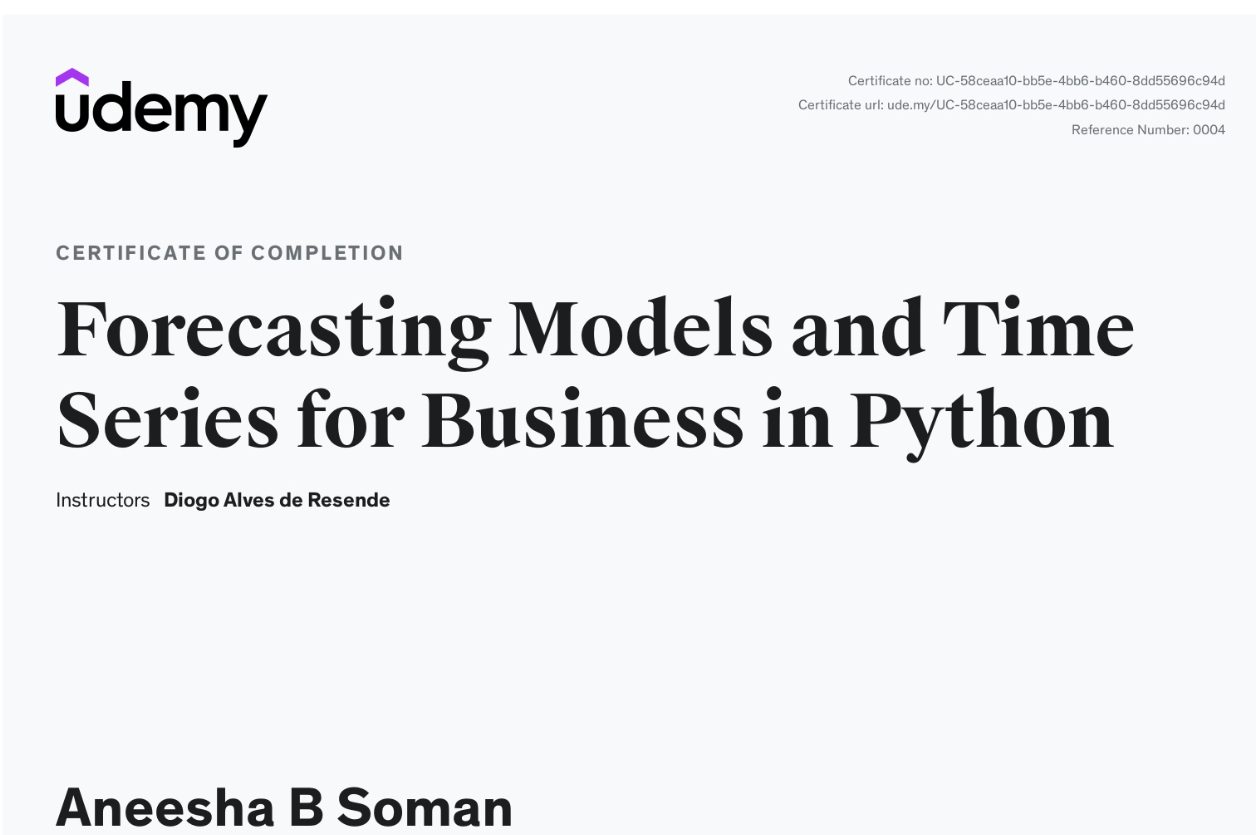 udemy
Certificate no: UC-58ceaa10-bb5e-4bb6-b460-8dd55696c94d
Certificate url: ude.my/UC-58ceaa10-bb5e-4bb6-b460-8dd55696c94d
Reference Number: 0004
CERTIFICATE OF COMPLETION
Forecasting Models and Time
Series for Business in Python
Instructors Diogo Alves de Resende
Aneesha B Soman